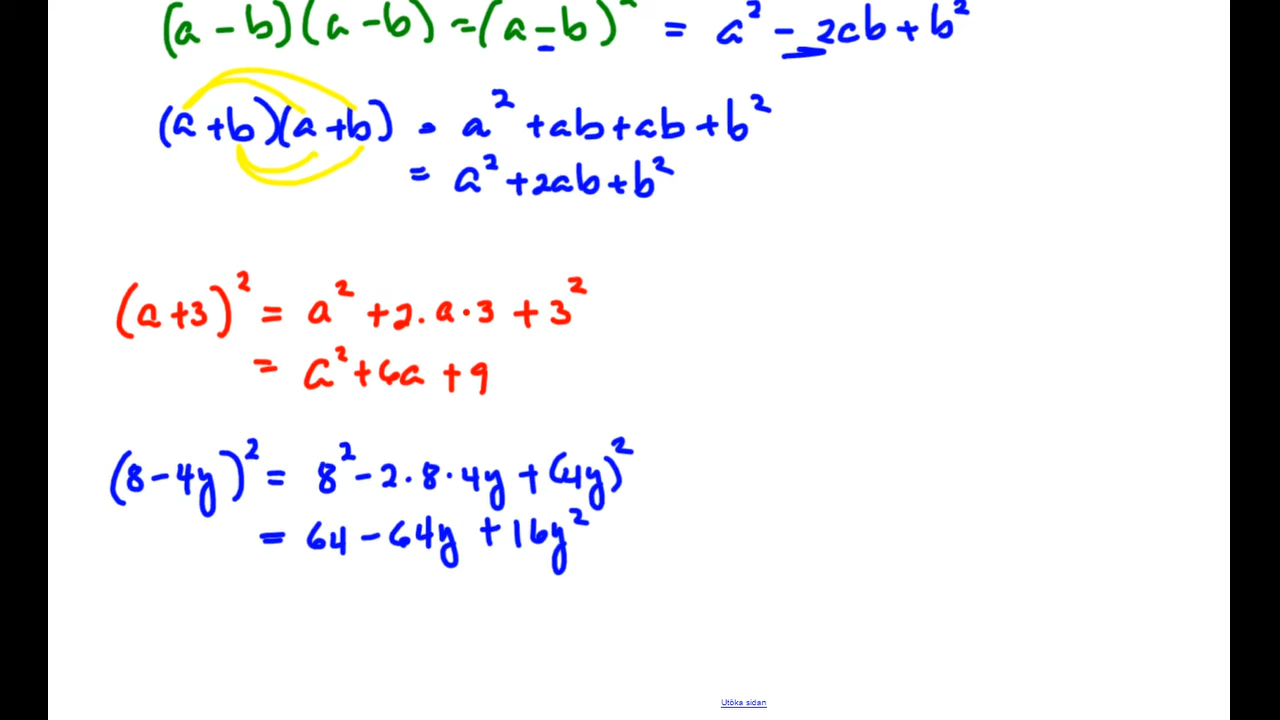 (a - b)(a - b) = (a - b)² = a² - 2ab + b²
(a + b)(a + b) = a² + ab + ab + b²
= a² + 2ab + b²
(a + 3)² = a² + 2 · a · 3 + 3²
= a² + 6a + 9
(8 - 4y)² = 8² - 2 · 8 · 4y + (4y)²
= 64 - 64y + 16y²
Utöka sidan